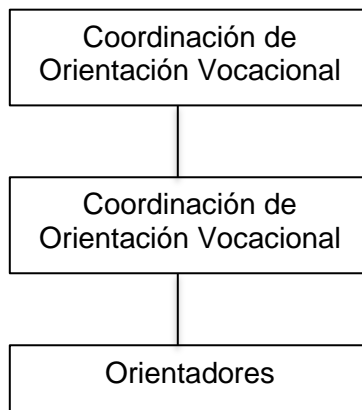 Coordinación de
Orientación Vocacional
Coordinación de
Orientación Vocacional
Orientadores